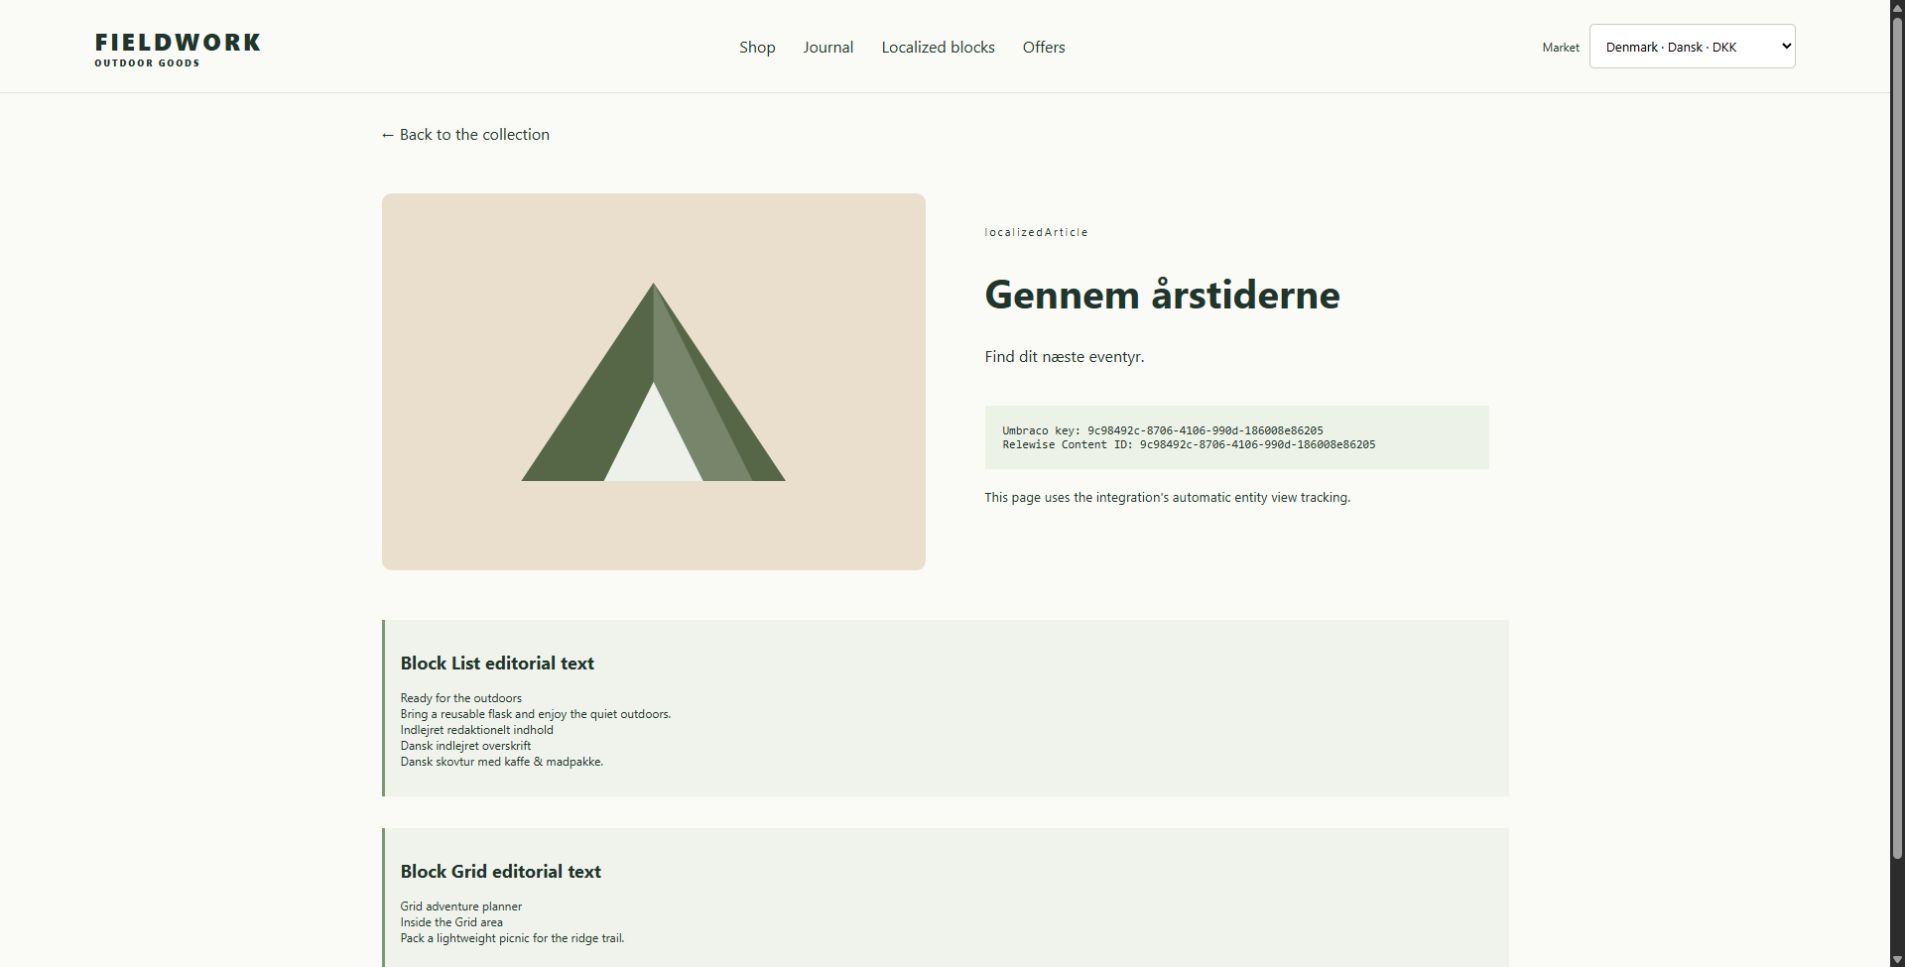 FIELDWORK
OUTDOOR GOODS
Shop
Journal
Localized blocks
Offers
Market
Denmark · Dansk · DKK
← Back to the collection
localizedArticle
Gennem årstiderne
Find dit næste eventyr.
Umbraco key: 9c98492c-8706-4106-990d-186008e86205
Relewise Content ID: 9c98492c-8706-4106-990d-186008e86205
This page uses the integration's automatic entity view tracking.
Block List editorial text
Ready for the outdoors
Bring a reusable flask and enjoy the quiet outdoors.
Indlejret redaktionelt indhold
Dansk indlejret overskrift
Dansk skovtur med kaffe & madpakke.
Block Grid editorial text
Grid adventure planner
Inside the Grid area
Pack a lightweight picnic for the ridge trail.